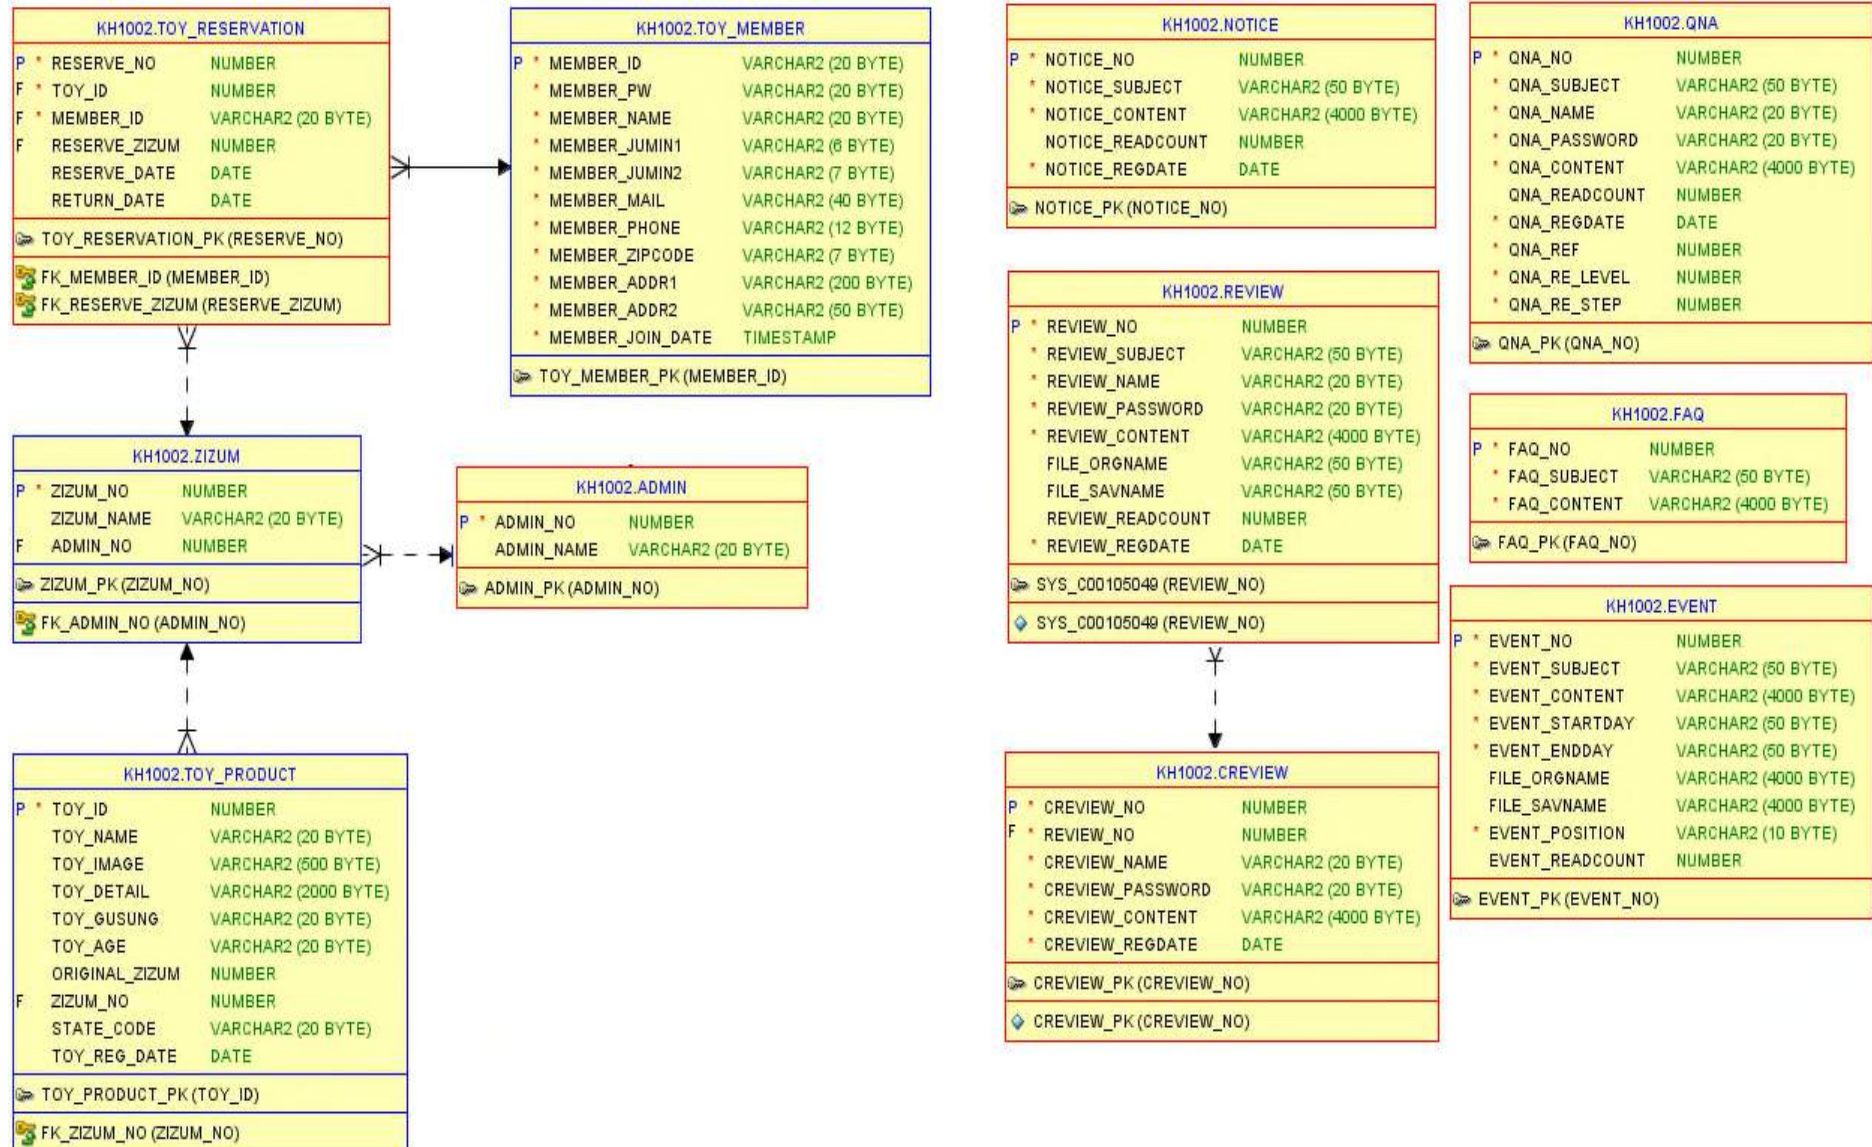 KH1002.TOY_RESERVATION
P * RESERVE_NO NUMBER
F * TOY_ID NUMBER
F * MEMBER_ID VARCHAR2 (20 BYTE)
F RESERVE_ZIZUM NUMBER
RESERVE_DATE DATE
RETURN_DATE DATE
TOY_RESERVATION_PK (RESERVE_NO)
FK_MEMBER_ID (MEMBER_ID)
FK_RESERVE_ZIZUM (RESERVE_ZIZUM)
KH1002.TOY_MEMBER
P * MEMBER_ID VARCHAR2 (20 BYTE)
* MEMBER_PW VARCHAR2 (20 BYTE)
* MEMBER_NAME VARCHAR2 (20 BYTE)
* MEMBER_JUMIN1 VARCHAR2 (6 BYTE)
* MEMBER_JUMIN2 VARCHAR2 (7 BYTE)
* MEMBER_MAIL VARCHAR2 (40 BYTE)
* MEMBER_PHONE VARCHAR2 (12 BYTE)
* MEMBER_ZIPCODE VARCHAR2 (7 BYTE)
* MEMBER_ADDR1 VARCHAR2 (200 BYTE)
* MEMBER_ADDR2 VARCHAR2 (50 BYTE)
* MEMBER_JOIN_DATE TIMESTAMP
TOY_MEMBER_PK (MEMBER_ID)
KH1002.ZIZUM
P * ZIZUM_NO NUMBER
ZIZUM_NAME VARCHAR2 (20 BYTE)
F ADMIN_NO NUMBER
ZIZUM_PK (ZIZUM_NO)
FK_ADMIN_NO (ADMIN_NO)
KH1002.ADMIN
P * ADMIN_NO NUMBER
ADMIN_NAME VARCHAR2 (20 BYTE)
ADMIN_PK (ADMIN_NO)
KH1002.TOY_PRODUCT
P * TOY_ID NUMBER
TOY_NAME VARCHAR2 (20 BYTE)
TOY_IMAGE VARCHAR2 (500 BYTE)
TOY_DETAIL VARCHAR2 (2000 BYTE)
TOY_GUSUNG VARCHAR2 (20 BYTE)
TOY_AGE VARCHAR2 (20 BYTE)
ORIGINAL_ZIZUM NUMBER
F ZIZUM_NO NUMBER
STATE_CODE VARCHAR2 (20 BYTE)
TOY_REG_DATE DATE
TOY_PRODUCT_PK (TOY_ID)
FK_ZIZUM_NO (ZIZUM_NO)
KH1002.NOTICE
P * NOTICE_NO NUMBER
* NOTICE_SUBJECT VARCHAR2 (50 BYTE)
* NOTICE_CONTENT VARCHAR2 (4000 BYTE)
NOTICE_READCOUNT NUMBER
* NOTICE_REGDATE DATE
NOTICE_PK (NOTICE_NO)
KH1002.REVIEW
P * REVIEW_NO NUMBER
* REVIEW_SUBJECT VARCHAR2 (50 BYTE)
* REVIEW_NAME VARCHAR2 (20 BYTE)
* REVIEW_PASSWORD VARCHAR2 (20 BYTE)
* REVIEW_CONTENT VARCHAR2 (4000 BYTE)
FILE_ORGNAME VARCHAR2 (50 BYTE)
FILE_SAVNAME VARCHAR2 (50 BYTE)
REVIEW_READCOUNT NUMBER
* REVIEW_REGDATE DATE
SYS_C00105049 (REVIEW_NO)
SYS_C00105049 (REVIEW_NO)
KH1002.CREVIEW
P * CREVIEW_NO NUMBER
F * REVIEW_NO NUMBER
* CREVIEW_NAME VARCHAR2 (20 BYTE)
* CREVIEW_PASSWORD VARCHAR2 (20 BYTE)
* CREVIEW_CONTENT VARCHAR2 (4000 BYTE)
* CREVIEW_REGDATE DATE
CREVIEW_PK (CREVIEW_NO)
CREVIEW_PK (CREVIEW_NO)
KH1002.QNA
P * QNA_NO NUMBER
* QNA_SUBJECT VARCHAR2 (50 BYTE)
* QNA_NAME VARCHAR2 (20 BYTE)
* QNA_PASSWORD VARCHAR2 (20 BYTE)
* QNA_CONTENT VARCHAR2 (4000 BYTE)
QNA_READCOUNT NUMBER
* QNA_REGDATE DATE
* QNA_REF NUMBER
* QNA_RE_LEVEL NUMBER
* QNA_RE_STEP NUMBER
QNA_PK (QNA_NO)
KH1002.FAQ
P * FAQ_NO NUMBER
* FAQ_SUBJECT VARCHAR2 (50 BYTE)
* FAQ_CONTENT VARCHAR2 (4000 BYTE)
FAQ_PK (FAQ_NO)
KH1002.EVENT
P * EVENT_NO NUMBER
* EVENT_SUBJECT VARCHAR2 (50 BYTE)
* EVENT_CONTENT VARCHAR2 (4000 BYTE)
* EVENT_STARTDAY VARCHAR2 (50 BYTE)
* EVENT_ENDDAY VARCHAR2 (50 BYTE)
FILE_ORGNAME VARCHAR2 (4000 BYTE)
FILE_SAVNAME VARCHAR2 (4000 BYTE)
* EVENT_POSITION VARCHAR2 (10 BYTE)
EVENT_READCOUNT NUMBER
EVENT_PK (EVENT_NO)